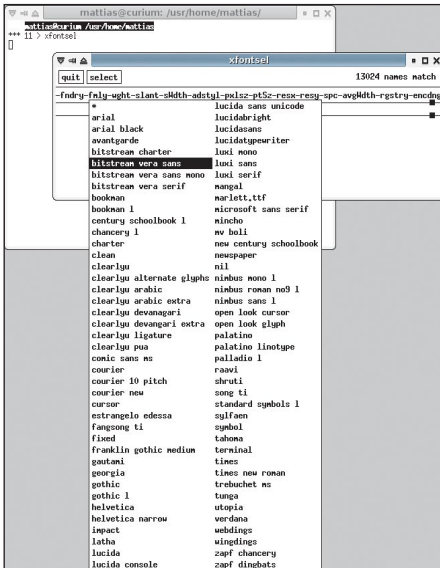 mattias@curium: /usr/home/mattias/
mattias@curium /usr/home/mattias
*** 11 > xfontsel
xfontsel
quit select 13024 names match
-fndry-fmly-wght-slant-sWdth-adstyl-pxlsz-ptSz-resx-resy-spc-avgWdth-rgstry-encdng
* lucida sans unicode
arial lucidabright
arial black lucidasans
avantgarde lucidatypewriter
bitstream charter luxi mono
bitstream vera sans luxi sans
bitstream vera sans mono luxi serif
bitstream vera serif mangal
bookman marlett.ttf
bookman l microsoft sans serif
century schoolbook l mincho
chancery l mv boli
charter new century schoolbook
clean newspaper
clearlyu nil
clearlyu alternate glyphs nimbus mono l
clearlyu arabic nimbus roman no9 l
clearlyu arabic extra nimbus sans l
clearlyu devanagari open look cursor
clearlyu devangari extra open look glyph
clearlyu ligature palatino
clearlyu pua palatino linotype
comic sans ms palladio l
courier raavi
courier 10 pitch shruti
courier new song ti
cursor standard symbols l
estrangelo edessa sylfaen
fangsong ti symbol
fixed tahoma
franklin gothic medium terminal
gautami times
georgia times new roman
gothic trebuchet ms
gothic l tunga
helvetica utopia
helvetica narrow verdana
impact webdings
latha wingdings
lucida zapf chancery
lucida console zapf dingbats